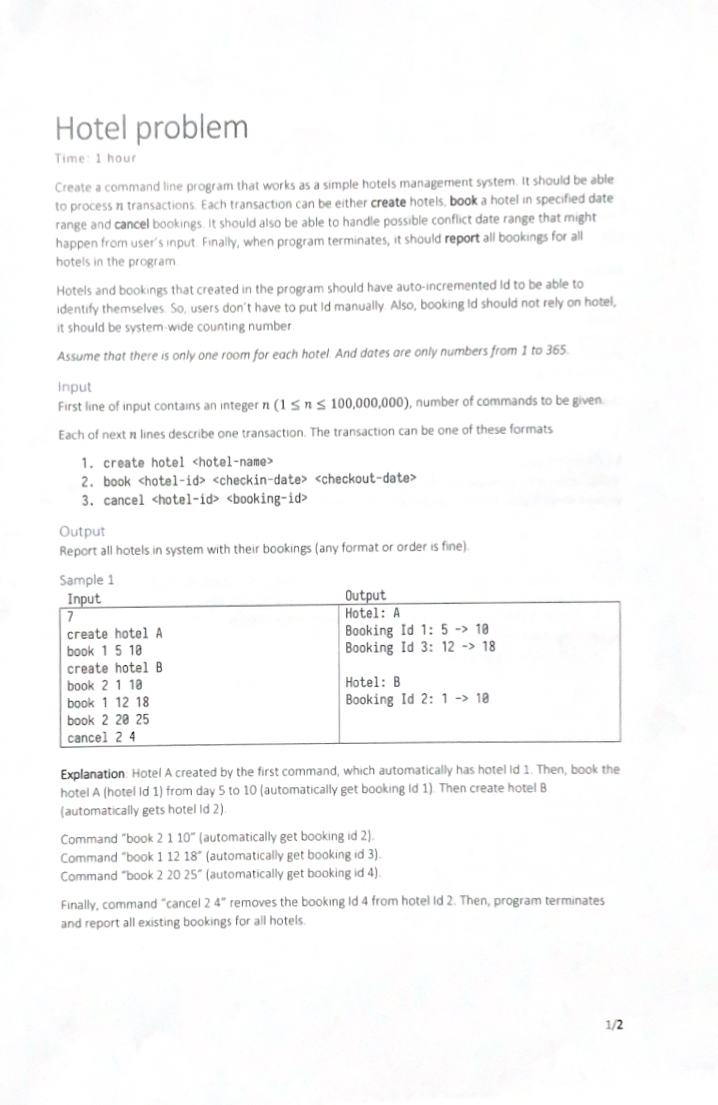 Hotel problem
Time: 1 hour
Create a command line program that works as a simple hotels management system. It should be able
to process n transactions. Each transaction can be either create hotels, book a hotel in specified date
range and cancel bookings. It should also be able to handle possible conflict date range that might
happen from user's input. Finally, when program terminates, it should report all bookings for all
hotels in the program.
Hotels and bookings that created in the program should have auto-incremented Id to be able to
identify themselves. So, users don't have to put Id manually. Also, booking Id should not rely on hotel,
it should be system-wide counting number.
Assume that there is only one room for each hotel. And dates are only numbers from 1 to 365.
Input
First line of input contains an integer n (1 ≤ n ≤ 100,000,000), number of commands to be given.
Each of next n lines describe one transaction. The transaction can be one of these formats
1. create hotel <hotel-name>
2. book <hotel-id> <checkin-date> <checkout-date>
3. cancel <hotel-id> <booking-id>
Output
Report all hotels in system with their bookings (any format or order is fine).
Sample 1
Input Output
7
create hotel A
book 1 5 10
create hotel B
book 2 1 10
book 1 12 18
book 2 20 25
cancel 2 4
Hotel: A
Booking Id 1: 5 -> 10
Booking Id 3: 12 -> 18
Hotel: B
Booking Id 2: 1 -> 10
Explanation: Hotel A created by the first command, which automatically has hotel Id 1. Then, book the
hotel A (hotel Id 1) from day 5 to 10 (automatically get booking Id 1). Then create hotel B
(automatically gets hotel Id 2).
Command "book 2 1 10" (automatically get booking id 2).
Command "book 1 12 18" (automatically get booking id 3).
Command "book 2 20 25" (automatically get booking id 4).
Finally, command "cancel 2 4" removes the booking Id 4 from hotel Id 2. Then, program terminates
and report all existing bookings for all hotels.
1/2